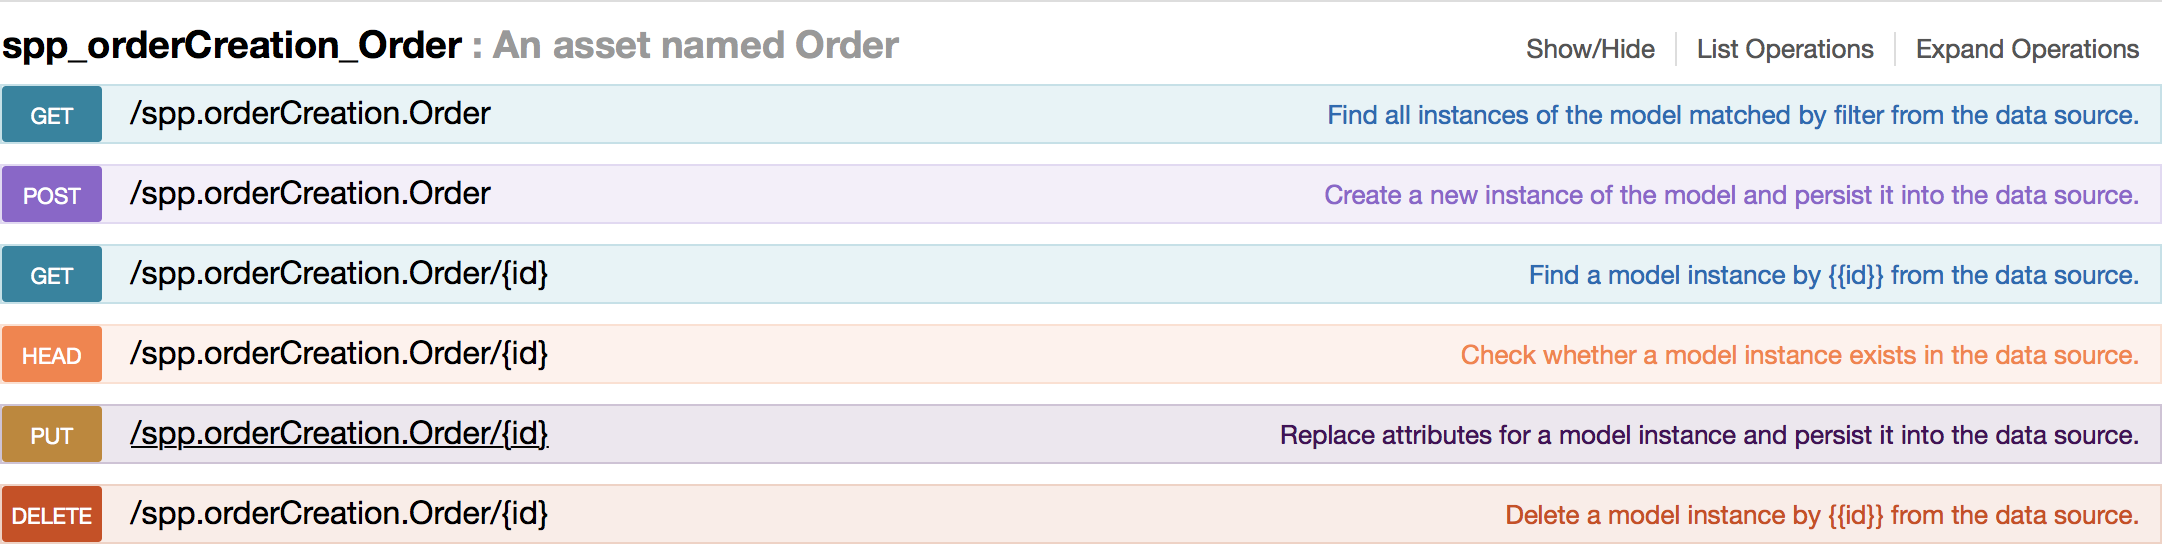 spp_orderCreation_Order : An asset named Order Show/Hide List Operations Expand Operations
GET /spp.orderCreation.Order Find all instances of the model matched by filter from the data source.
POST /spp.orderCreation.Order Create a new instance of the model and persist it into the data source.
GET /spp.orderCreation.Order/{id} Find a model instance by {{id}} from the data source.
HEAD /spp.orderCreation.Order/{id} Check whether a model instance exists in the data source.
PUT /spp.orderCreation.Order/{id} Replace attributes for a model instance and persist it into the data source.
DELETE /spp.orderCreation.Order/{id} Delete a model instance by {{id}} from the data source.